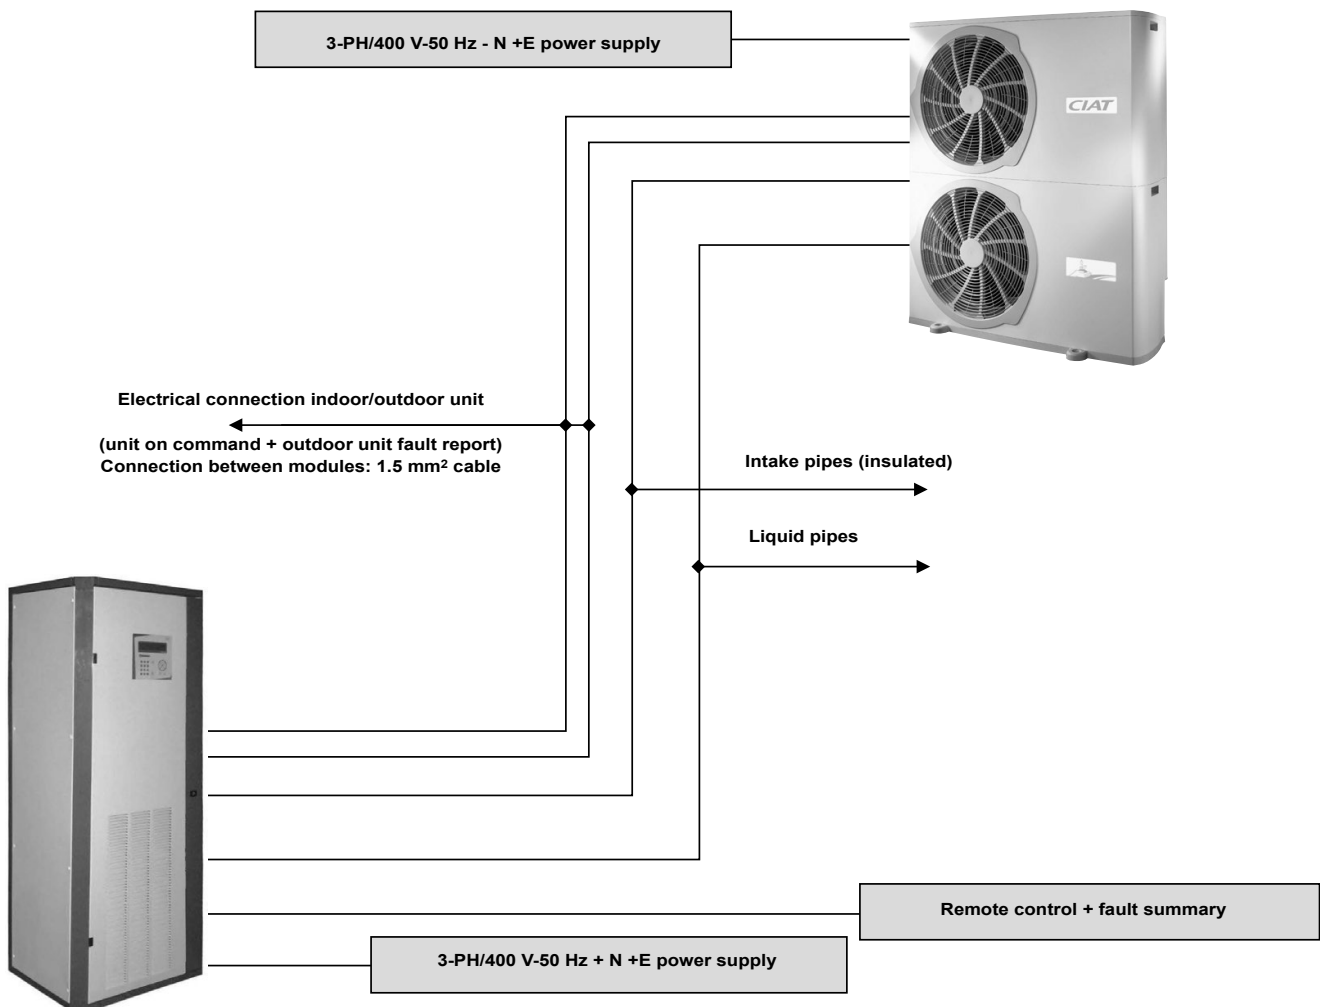 3-PH/400 V-50 Hz - N +E power supply
CIAT
Electrical connection indoor/outdoor unit
(unit on command + outdoor unit fault report)
Connection between modules: 1.5 mm² cable
Intake pipes (insulated)
Liquid pipes
Remote control + fault summary
3-PH/400 V-50 Hz + N +E power supply